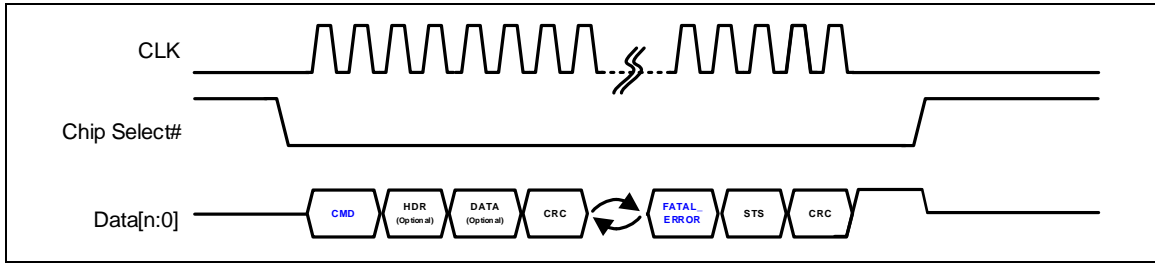 CLK
Chip Select#
Data[n:0]
CMD
HDR
(Optional)
DATA
(Optional)
CRC
FATAL_
ERROR
STS
CRC